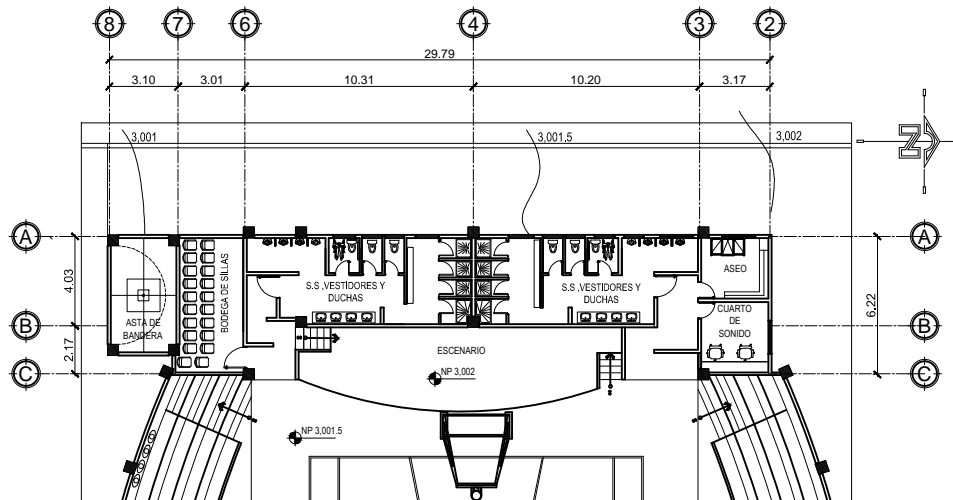 8 7 6 4 3 2
29.79
3.10 3.01 10.31 10.20 3.17
3,001 3,001.5 3,002
N
A A
4.03
2.17
6.22
B B
C C
ASTA DE
BANDERA
BODEGA DE SILLAS
S.S ,VESTIDORES Y
DUCHAS
S.S ,VESTIDORES Y
DUCHAS
ASEO
CUARTO
DE
SONIDO
ESCENARIO
NP 3,002
NP 3,001.5